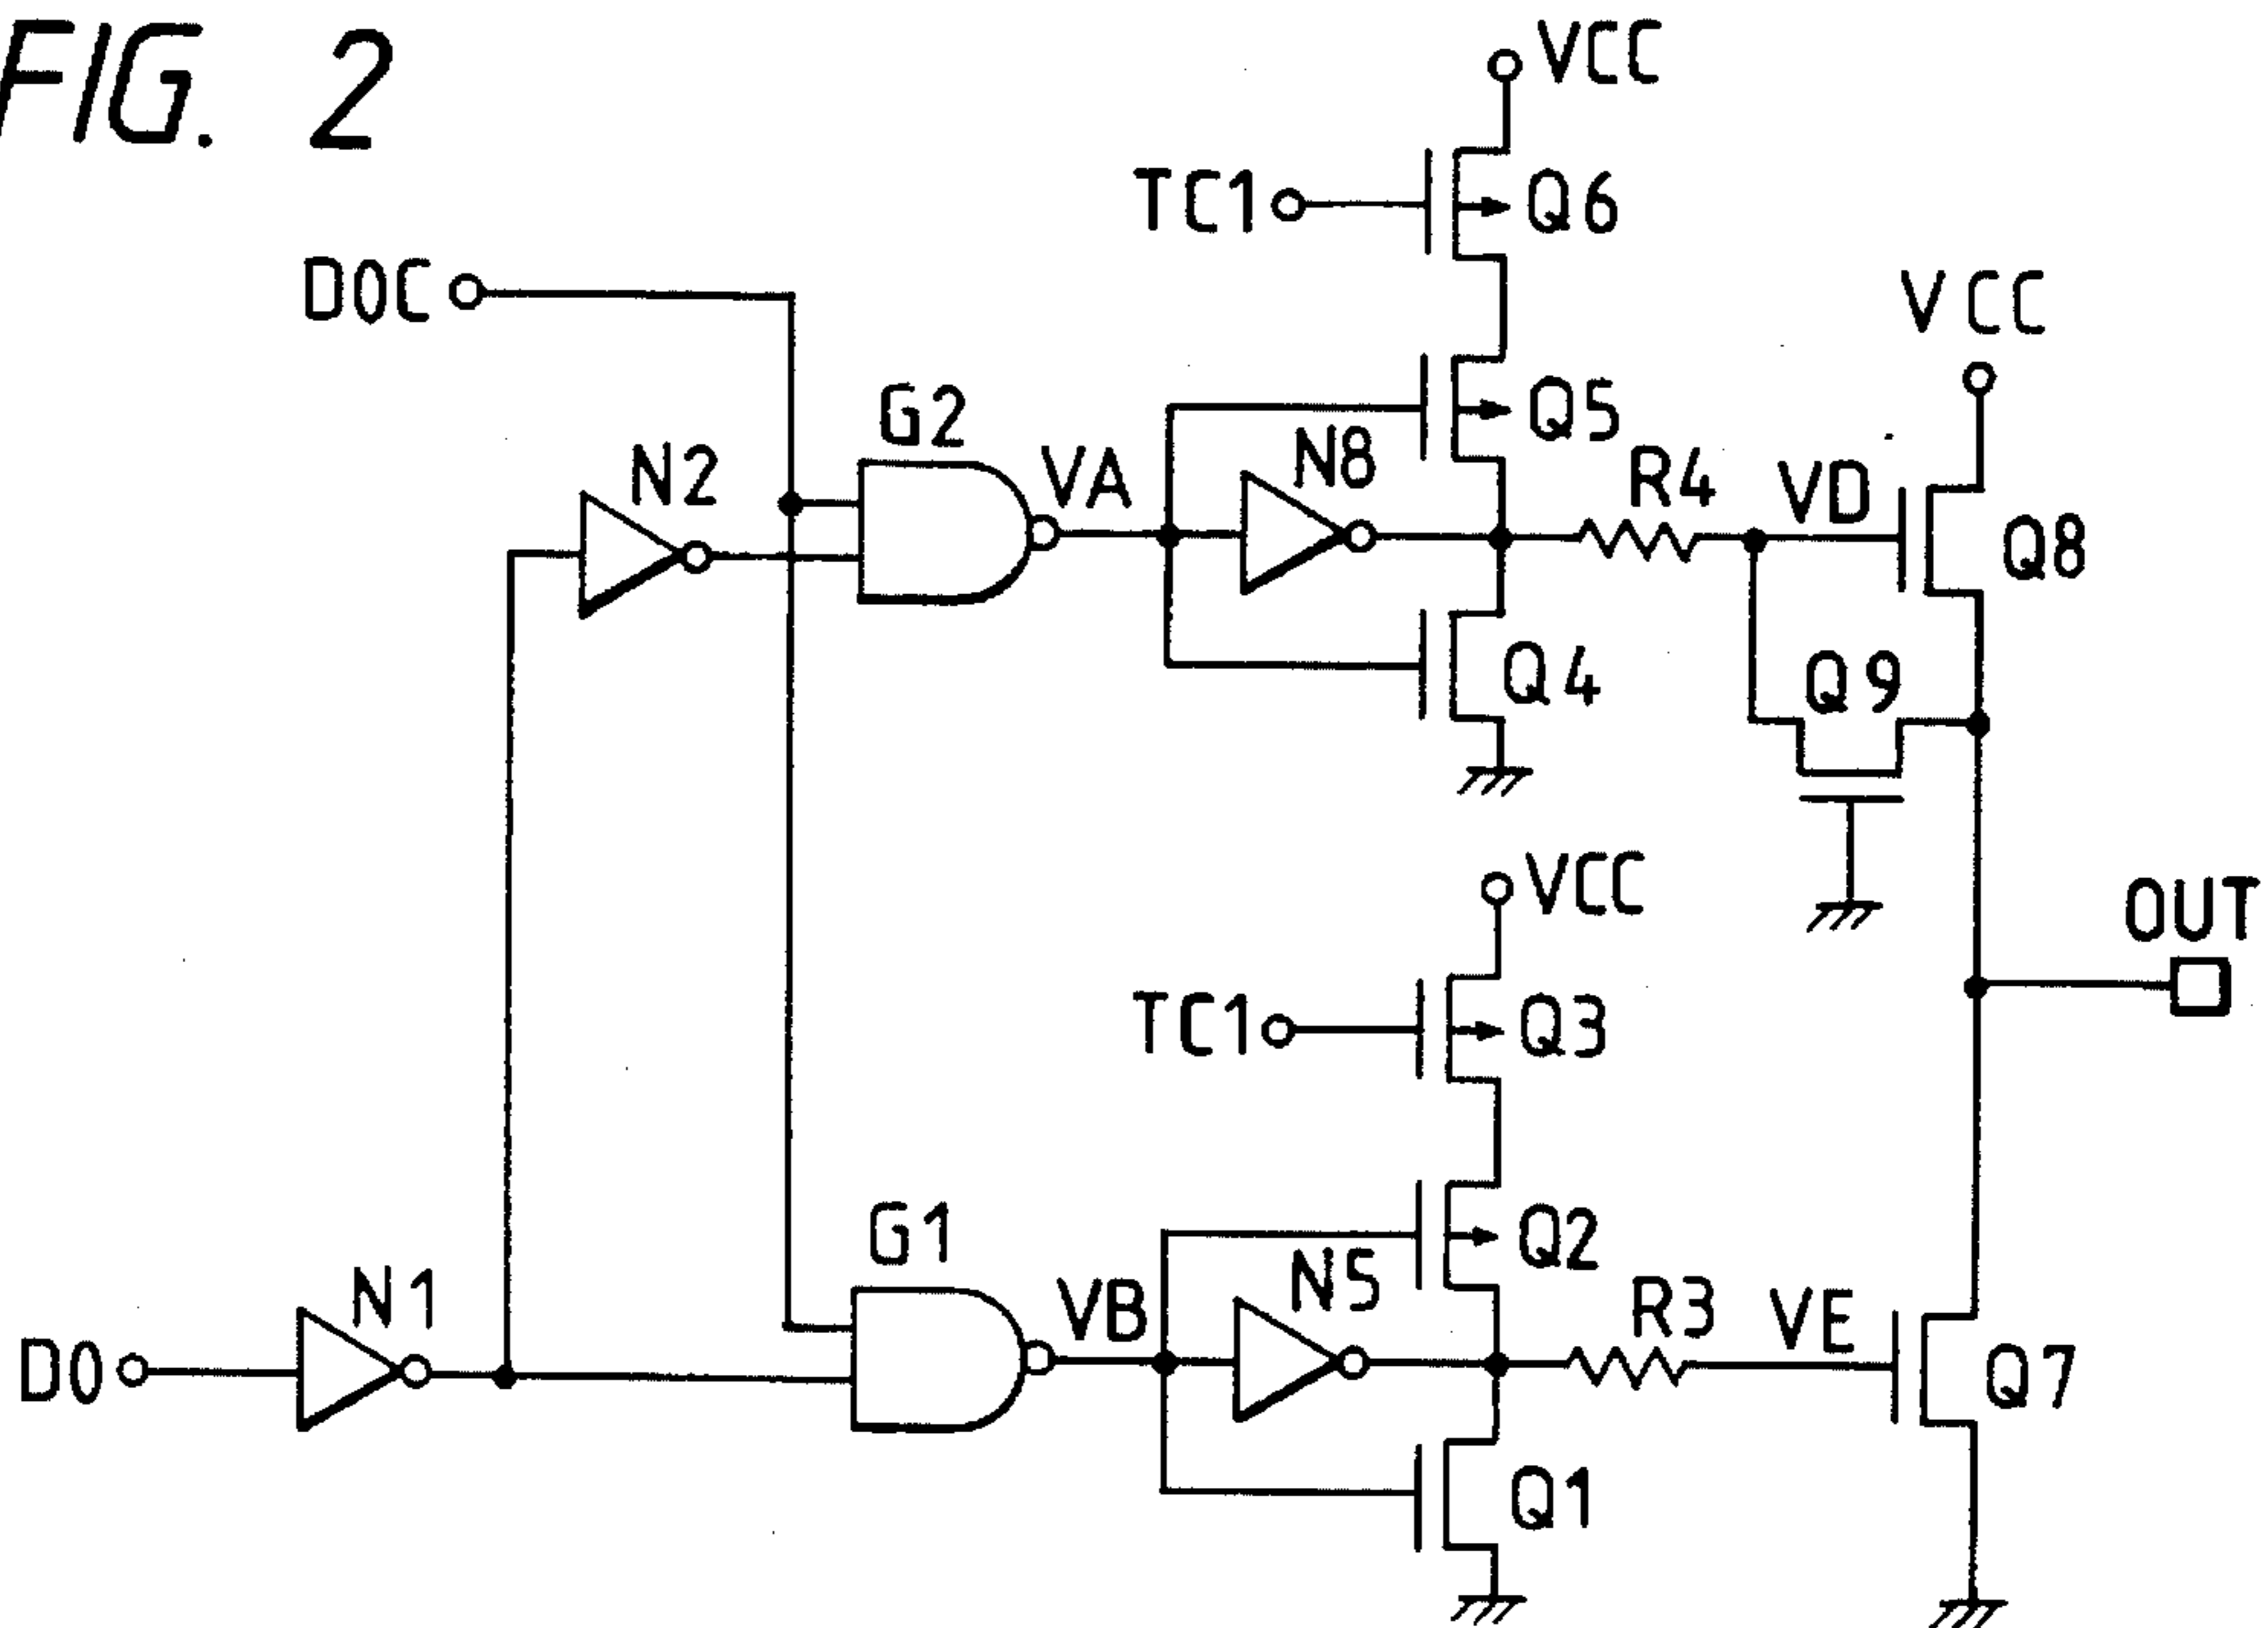 FIG. 2
VCC
TC1
Q6
DOC
VCC
G2
Q5
N2
VA
N8
R4
VD
Q8
Q4
Q9
VCC
OUT
TC1
Q3
G1
Q2
N1
VB
N5
R3
VE
DO
Q7
Q1